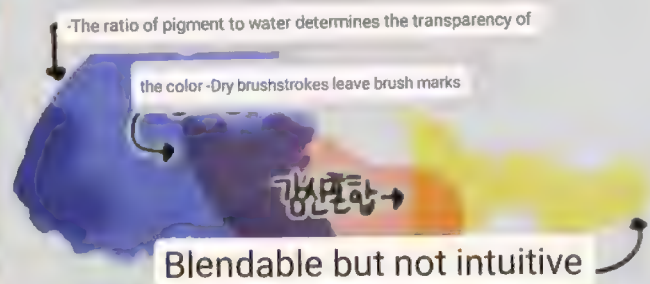 -The ratio of pigment to water determines the transparency of
the color -Dry brushstrokes leave brush marks
Blendable but not intuitive